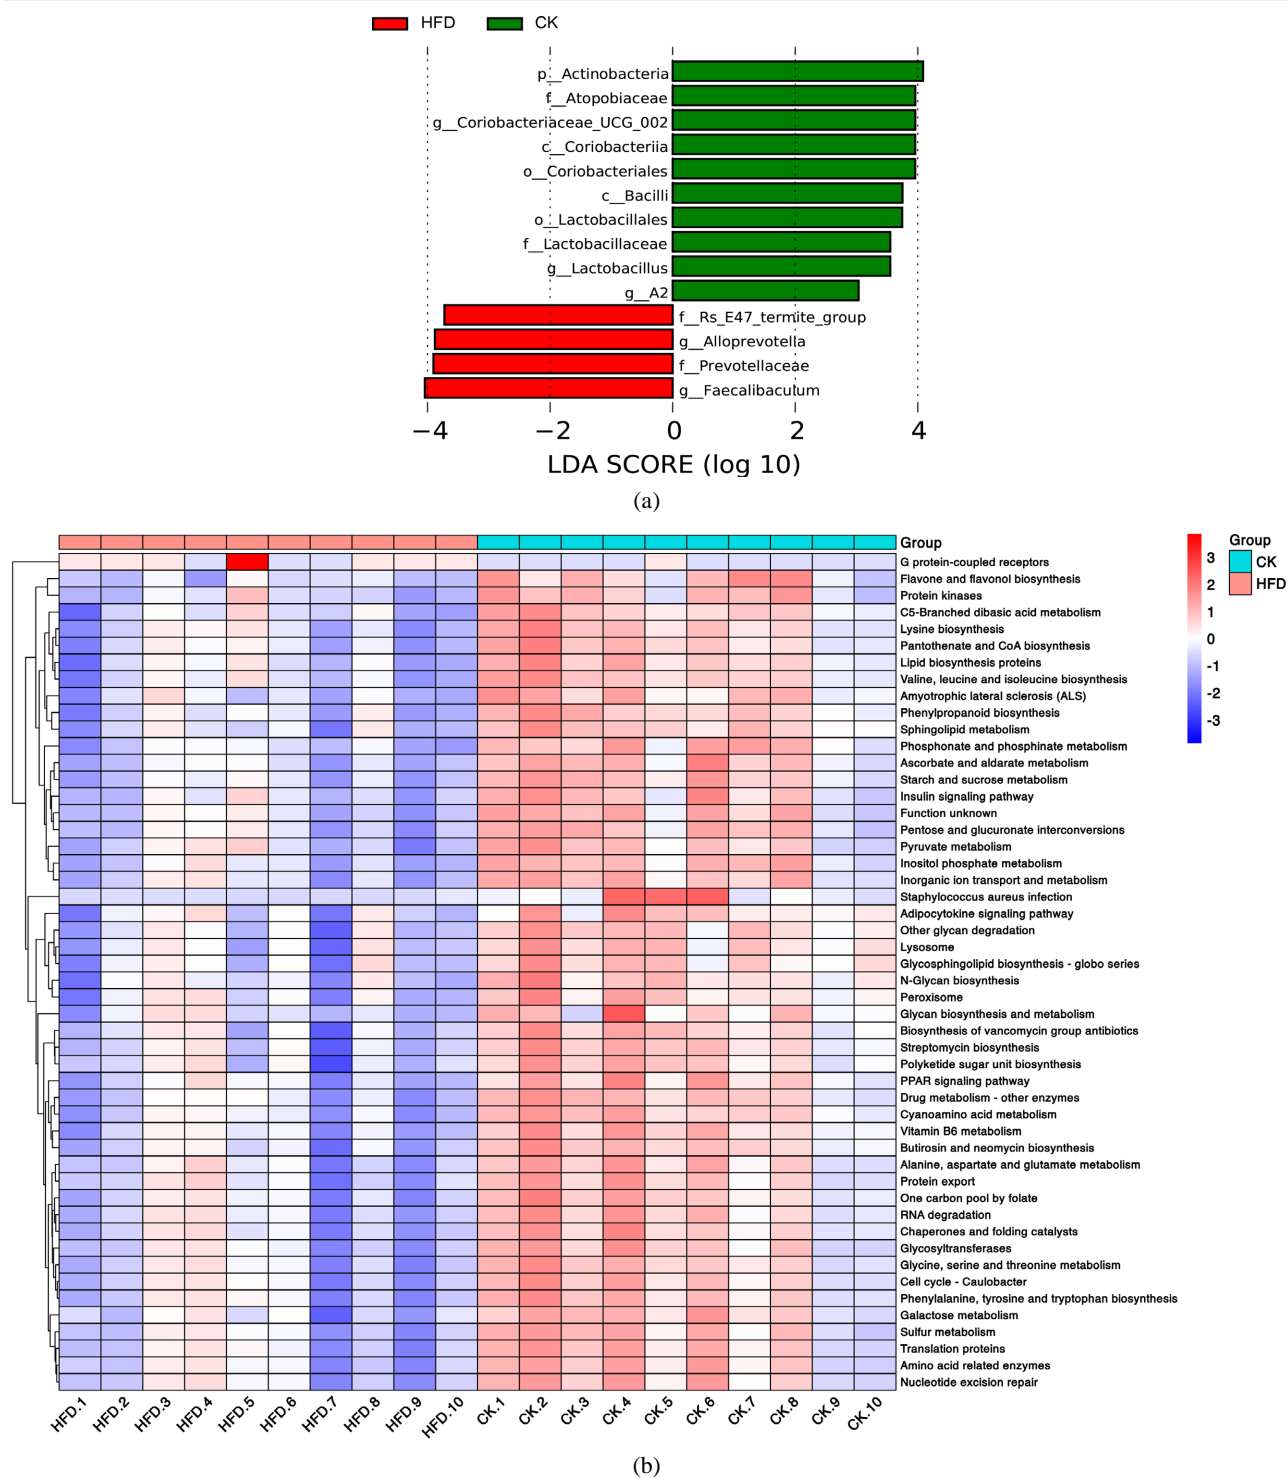 HFD CK
p__Actinobacteria
f__Atopobiaceae
g__Coriobacteriaceae_UCG_002
c__Coriobacteriia
o__Coriobacteriales
c__Bacilli
o__Lactobacillales
f__Lactobacillaceae
g__Lactobacillus
g__A2
f__Rs_E47_termite_group
g__Alloprevotella
f__Prevotellaceae
g__Faecalibaculum
−4 −2 0 2 4
LDA SCORE (log 10)
(a)
Group
G protein-coupled receptors
Flavone and flavonol biosynthesis
Protein kinases
C5-Branched dibasic acid metabolism
Lysine biosynthesis
Pantothenate and CoA biosynthesis
Lipid biosynthesis proteins
Valine, leucine and isoleucine biosynthesis
Amyotrophic lateral sclerosis (ALS)
Phenylpropanoid biosynthesis
Sphingolipid metabolism
Phosphonate and phosphinate metabolism
Ascorbate and aldarate metabolism
Starch and sucrose metabolism
Insulin signaling pathway
Function unknown
Pentose and glucuronate interconversions
Pyruvate metabolism
Inositol phosphate metabolism
Inorganic ion transport and metabolism
Staphylococcus aureus infection
Adipocytokine signaling pathway
Other glycan degradation
Lysosome
Glycosphingolipid biosynthesis - globo series
N-Glycan biosynthesis
Peroxisome
Glycan biosynthesis and metabolism
Biosynthesis of vancomycin group antibiotics
Streptomycin biosynthesis
Polyketide sugar unit biosynthesis
PPAR signaling pathway
Drug metabolism - other enzymes
Cyanoamino acid metabolism
Vitamin B6 metabolism
Butirosin and neomycin biosynthesis
Alanine, aspartate and glutamate metabolism
Protein export
One carbon pool by folate
RNA degradation
Chaperones and folding catalysts
Glycosyltransferases
Glycine, serine and threonine metabolism
Cell cycle - Caulobacter
Phenylalanine, tyrosine and tryptophan biosynthesis
Galactose metabolism
Sulfur metabolism
Translation proteins
Amino acid related enzymes
Nucleotide excision repair
HFD.1 HFD.2 HFD.3 HFD.4 HFD.5 HFD.6 HFD.7 HFD.8 HFD.9 HFD.10 CK.1 CK.2 CK.3 CK.4 CK.5 CK.6 CK.7 CK.8 CK.9 CK.10
3
2
1
0
-1
-2
-3
Group
CK
HFD
(b)